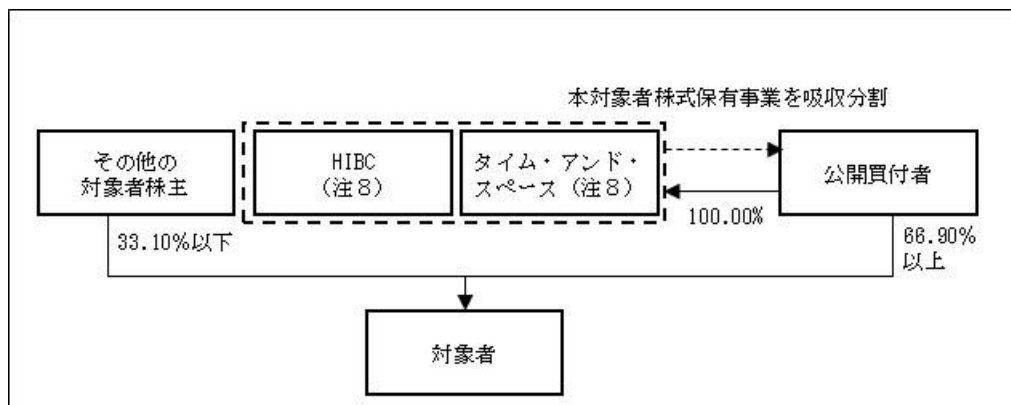 本対象者株式保有事業を吸収分割
その他の
対象者株主
HIBC
（注８）
タイム・アンド・
スペース（注８）
公開買付者
100.00%
33.10%以下
66.90%
以上
対象者